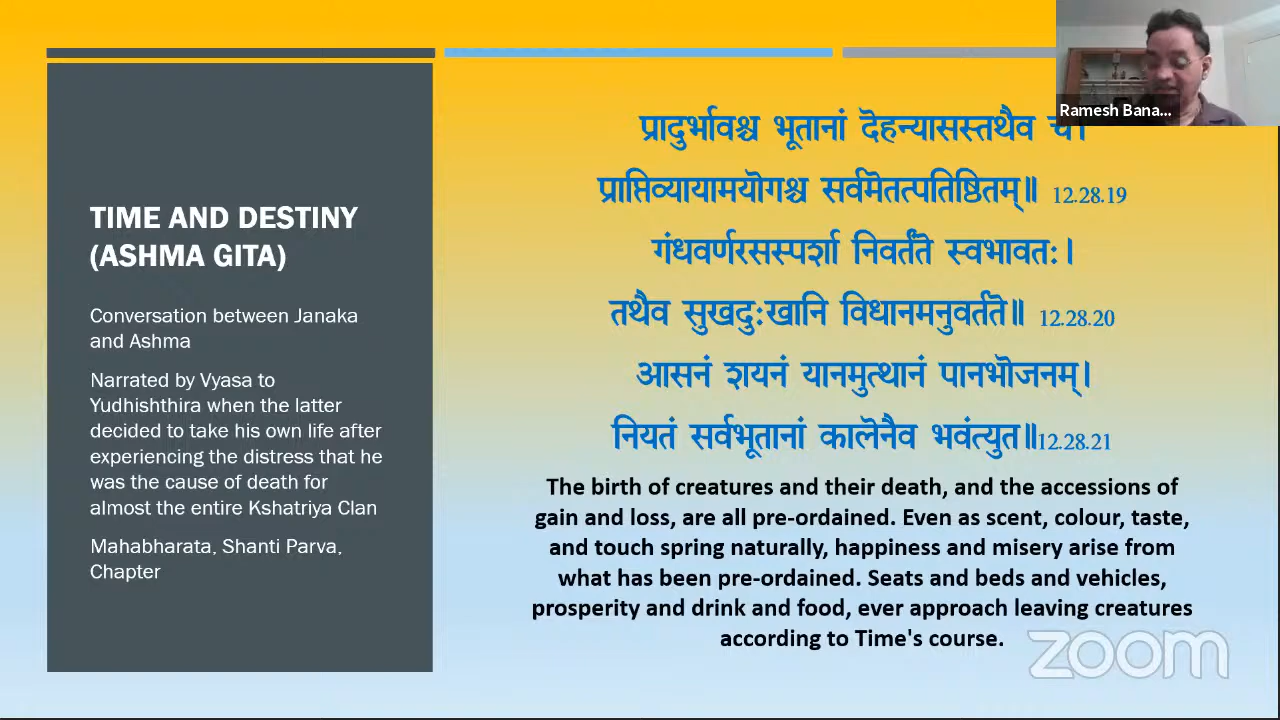 Ramesh Bana...
TIME AND DESTINY
(ASHMA GITA)
Conversation between Janaka
and Ashma
Narrated by Vyasa to
Yudhishthira when the latter
decided to take his own life after
experiencing the distress that he
was the cause of death for
almost the entire Kshatriya Clan
Mahabharata, Shanti Parva,
Chapter
प्रादुर्भावश्च भूतानां दॆहन्यासस्तथैव च।
प्राप्तिव्यायामयॊगश्च सर्वमॆतत्पतिष्ठितम्॥ 12.28.19
गंधवर्णरसस्पर्शा निवर्तंतॆ स्वभावतः।
तथैव सुखदुःखानि विधानमनुवर्ततॆ॥ 12.28.20
आसनं शयनं यानमुत्थानं पानभॊजनम्।
नियतं सर्वभूतानां कालॆनैव भवंत्युत॥12.28.21
The birth of creatures and their death, and the accessions of
gain and loss, are all pre-ordained. Even as scent, colour, taste,
and touch spring naturally, happiness and misery arise from
what has been pre-ordained. Seats and beds and vehicles,
prosperity and drink and food, ever approach leaving creatures
according to Time's course.
zoom